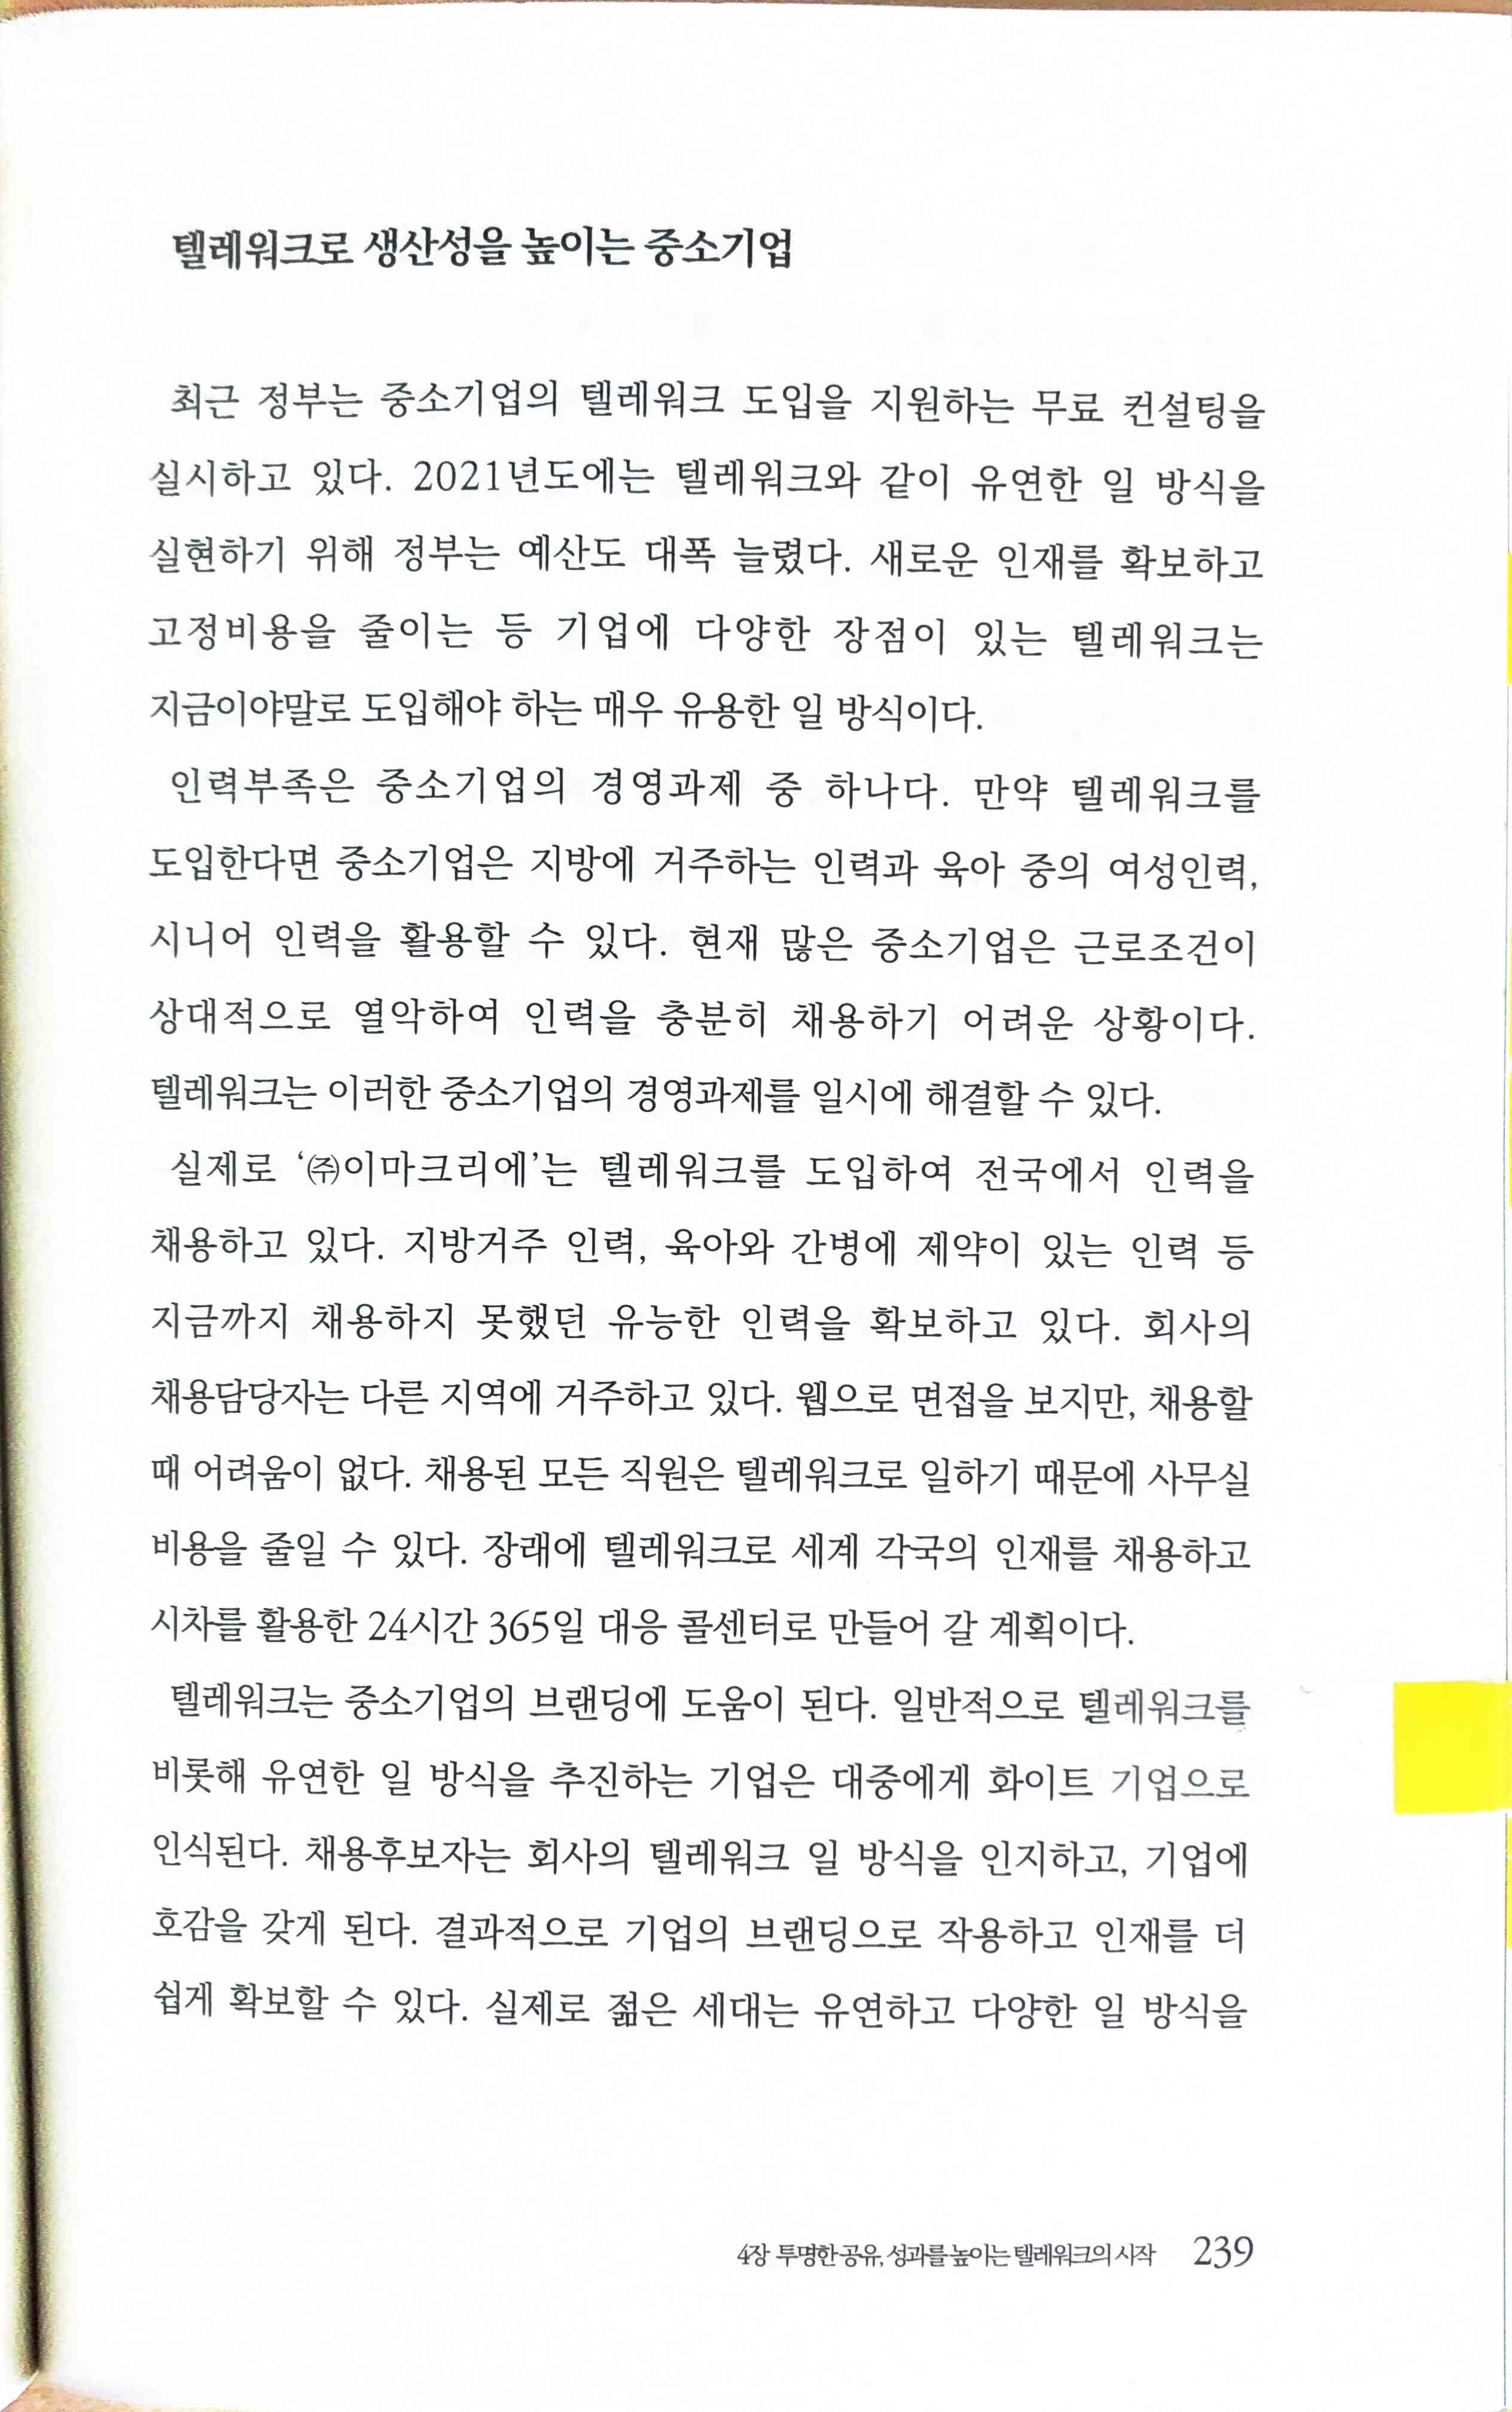 텔레워크로 생산성을 높이는 중소기업
최근 정부는 중소기업의 텔레워크 도입을 지원하는 무료 컨설팅을
실시하고 있다. 2021년도에는 텔레워크와 같이 유연한 일 방식을
실현하기 위해 정부는 예산도 대폭 늘렸다. 새로운 인재를 확보하고
고정비용을 줄이는 등 기업에 다양한 장점이 있는 텔레워크는
지금이야말로 도입해야 하는 매우 유용한 일 방식이다.
인력부족은 중소기업의 경영과제 중 하나다. 만약 텔레워크를
도입한다면 중소기업은 지방에 거주하는 인력과 육아 중의 여성인력,
시니어 인력을 활용할 수 있다. 현재 많은 중소기업은 근로조건이
상대적으로 열악하여 인력을 충분히 채용하기 어려운 상황이다.
텔레워크는 이러한 중소기업의 경영과제를 일시에 해결할 수 있다.
실제로 ‘㈜이마크리에’는 텔레워크를 도입하여 전국에서 인력을
채용하고 있다. 지방거주 인력, 육아와 간병에 제약이 있는 인력 등
지금까지 채용하지 못했던 유능한 인력을 확보하고 있다. 회사의
채용담당자는 다른 지역에 거주하고 있다. 웹으로 면접을 보지만, 채용할
때 어려움이 없다. 채용된 모든 직원은 텔레워크로 일하기 때문에 사무실
비용을 줄일 수 있다. 장래에 텔레워크로 세계 각국의 인재를 채용하고
시차를 활용한 24시간 365일 대응 콜센터로 만들어 갈 계획이다.
텔레워크는 중소기업의 브랜딩에 도움이 된다. 일반적으로 텔레워크를
비롯해 유연한 일 방식을 추진하는 기업은 대중에게 화이트 기업으로
인식된다. 채용후보자는 회사의 텔레워크 일 방식을 인지하고, 기업에
호감을 갖게 된다. 결과적으로 기업의 브랜딩으로 작용하고 인재를 더
쉽게 확보할 수 있다. 실제로 젊은 세대는 유연하고 다양한 일 방식을
4장 투명한 공유, 성과를 높이는 텔레워크의 시작 239